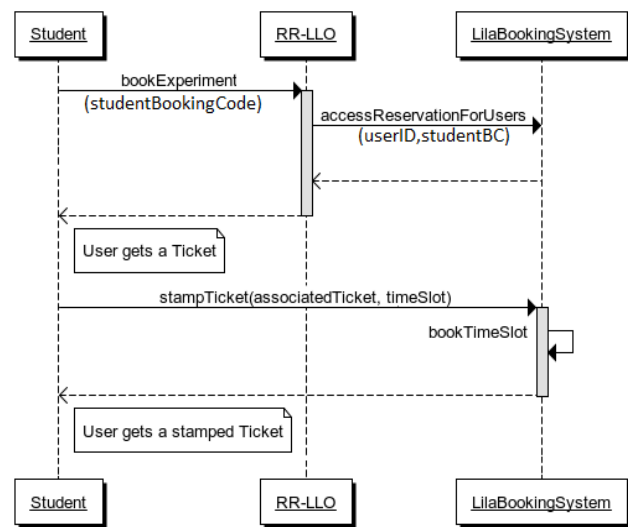 Student
RR-LLO
LilaBookingSystem
bookExperiment
(studentBookingCode)
accessReservationForUsers
(userID,studentBC)
User gets a Ticket
stampTicket(associatedTicket, timeSlot)
bookTimeSlot
User gets a stamped Ticket
Student
RR-LLO
LilaBookingSystem